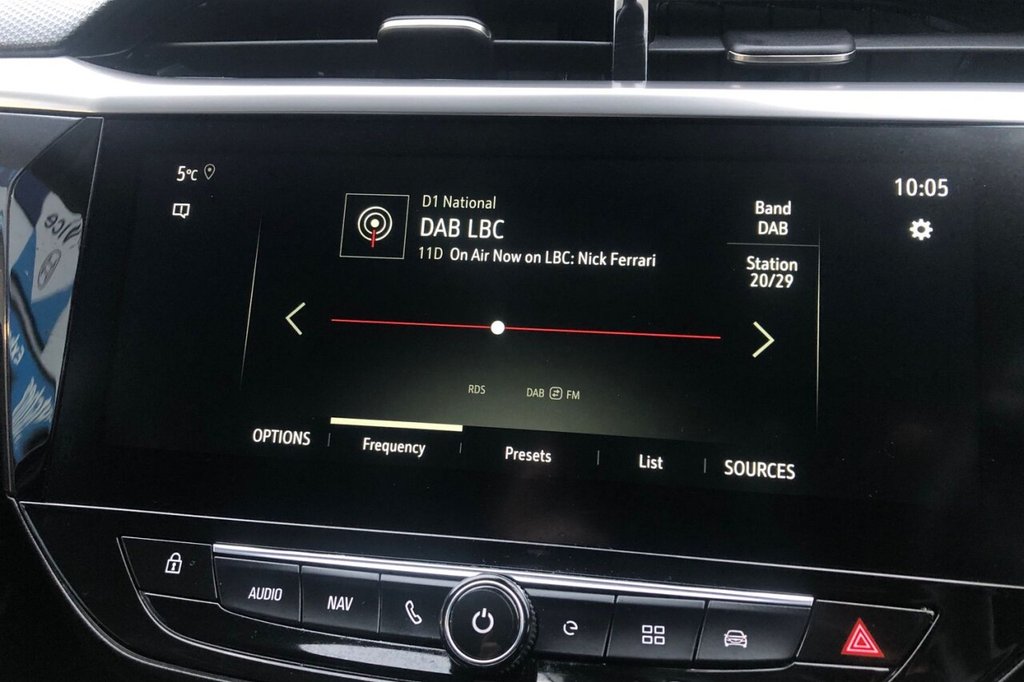 5°C
10:05
D1 National
DAB LBC
11D On Air Now on LBC: Nick Ferrari
Band
DAB
Station
20/29
RDS
DAB FM
OPTIONS
Frequency
Presets
List
SOURCES
AUDIO
NAV